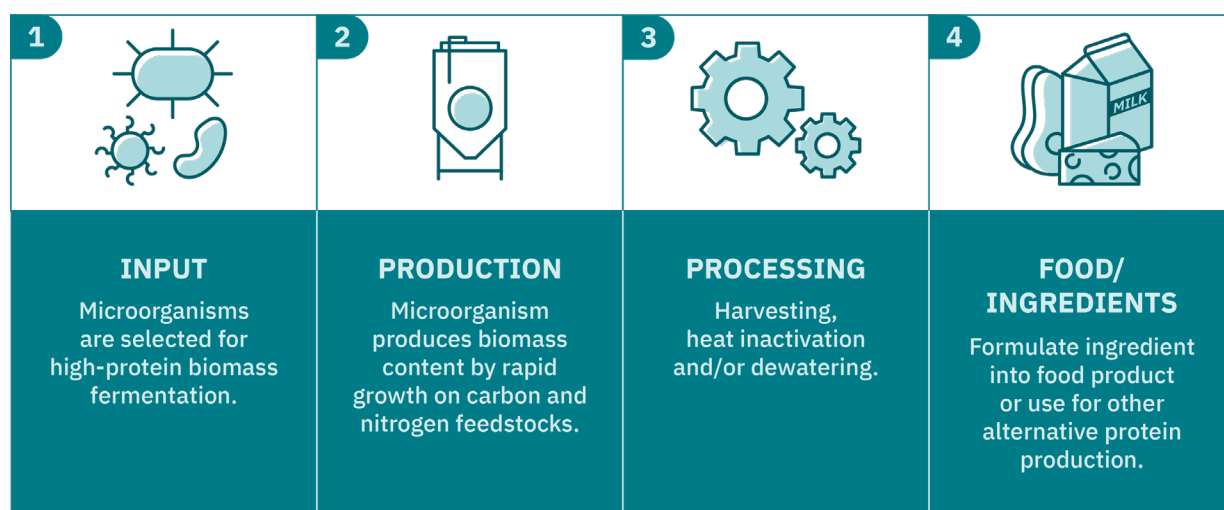 1
INPUT
Microorganisms
are selected for
high-protein biomass
fermentation.
2
PRODUCTION
Microorganism
produces biomass
content by rapid
growth on carbon and
nitrogen feedstocks.
3
PROCESSING
Harvesting,
heat inactivation
and/or dewatering.
4
MILK
FOOD/
INGREDIENTS
Formulate ingredient
into food product
or use for other
alternative protein
production.